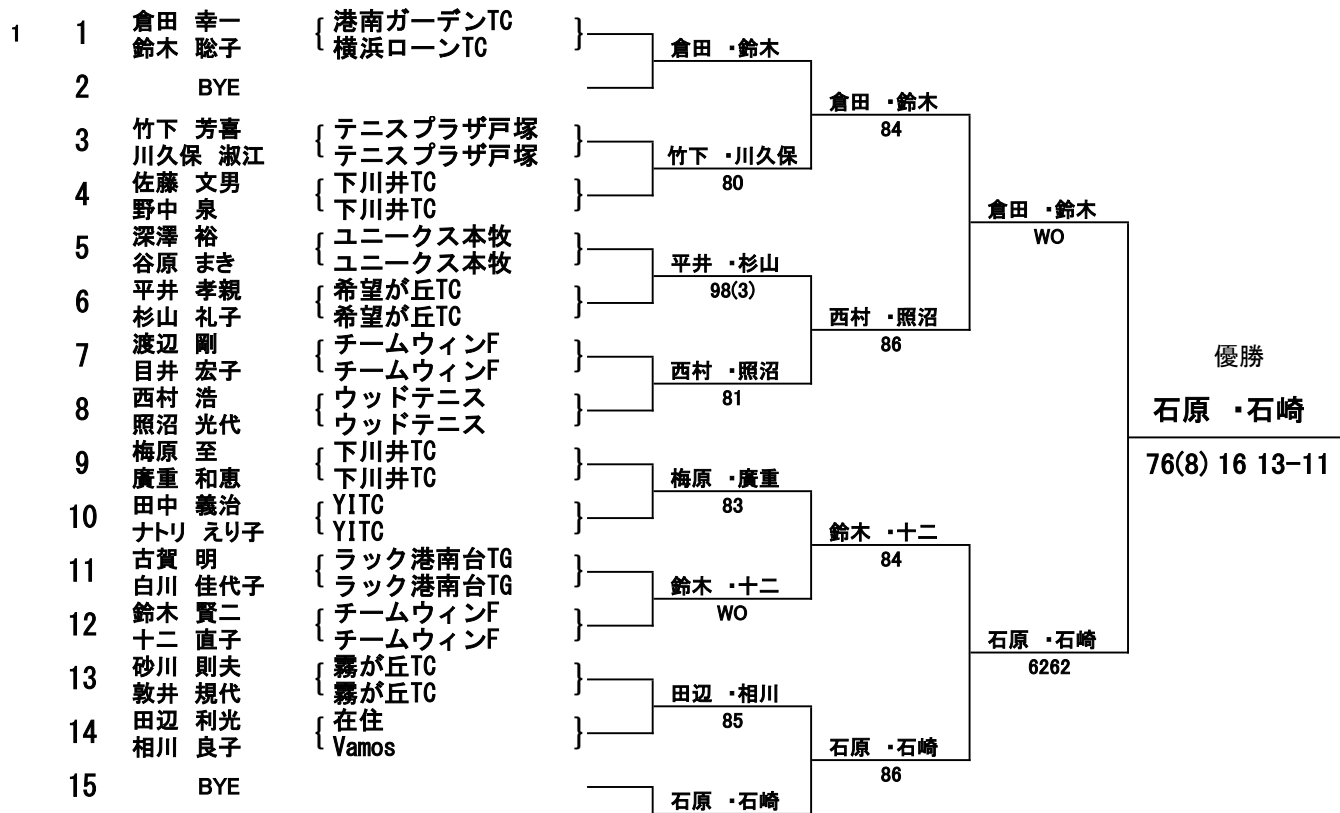 1 1 倉田 幸一 { 港南ガーデンTC }
鈴木 聡子 横浜ローンTC
2 BYE
3 竹下 芳喜 { テニスプラザ戸塚 }
川久保 淑江 テニスプラザ戸塚
4 佐藤 文男 { 下川井TC }
野中 泉 下川井TC
5 深澤 裕 { ユニークス本牧 }
谷原 まき ユニークス本牧
6 平井 孝親 { 希望が丘TC }
杉山 礼子 希望が丘TC
7 渡辺 剛 { チームウィンF }
目井 宏子 チームウィンF
8 西村 浩 { ウッドテニス }
照沼 光代 ウッドテニス
9 梅原 至 { 下川井TC }
廣重 和恵 下川井TC
10 田中 義治 { YITC }
ナトリ えり子 YITC
11 古賀 明 { ラック港南台TG }
白川 佳代子 ラック港南台TG
12 鈴木 賢二 { チームウィンF }
十二 直子 チームウィンF
13 砂川 則夫 { 霧が丘TC }
敦井 規代 霧が丘TC
14 田辺 利光 { 在住 }
相川 良子 Vamos
15 BYE
倉田 ・鈴木
竹下 ・川久保
80
平井 ・杉山
98(3)
西村 ・照沼
81
梅原 ・廣重
83
鈴木 ・十二
WO
田辺 ・相川
85
石原 ・石崎
倉田 ・鈴木
84
西村 ・照沼
86
鈴木 ・十二
84
石原 ・石崎
86
倉田 ・鈴木
WO
石原 ・石崎
6262
優勝
石原 ・石崎
76(8) 16 13-11